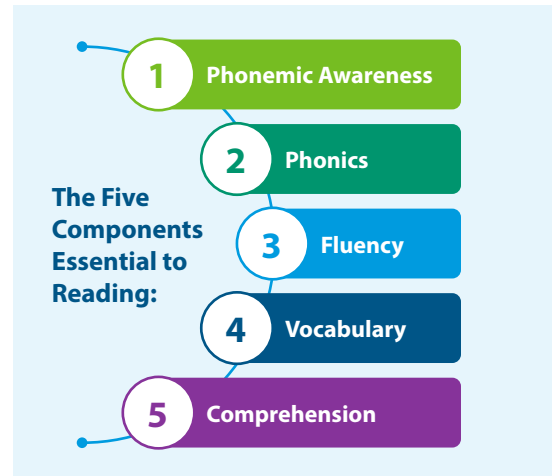 The Five
Components
Essential to
Reading:
1 Phonemic Awareness
2 Phonics
3 Fluency
4 Vocabulary
5 Comprehension